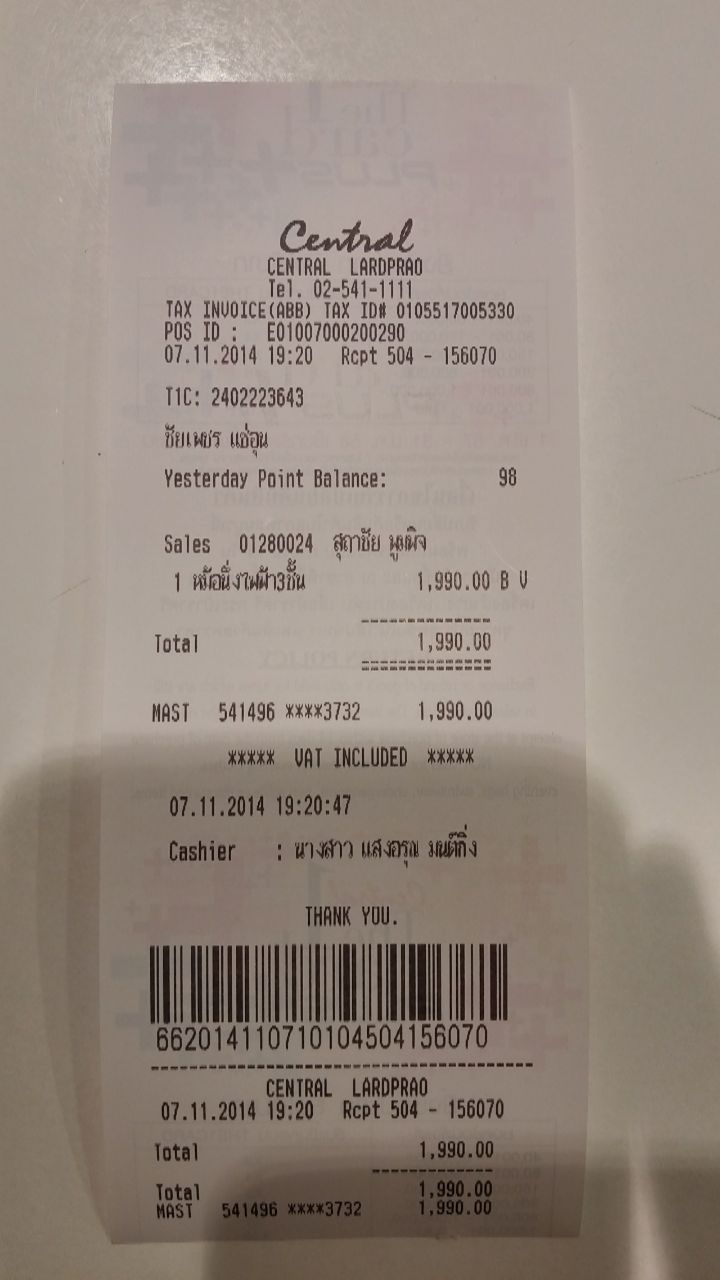 Central
CENTRAL LARDPRAO
Tel. 02-541-1111
TAX INVOICE(ABB) TAX ID# 0105517005330
POS ID : E01007000200290
07.11.2014 19:20 Rcpt 504 - 156070
T1C: 2402223643
ชัยเพชร แซ่อุน
Yesterday Point Balance: 98
Sales 01280024 สุฤาชัย พูมพิจ
1 หม้อนึ่งไฟฟ้า3ชั้น 1,990.00 B V
----------------
Total 1,990.00
================
MAST 541496 ****3732 1,990.00
***** VAT INCLUDED *****
07.11.2014 19:20:47
Cashier : นางสาว แสงอรุณ มนต์กิ่ง
THANK YOU.
662014110710104504156070
CENTRAL LARDPRAO
07.11.2014 19:20 Rcpt 504 - 156070
Total 1,990.00
----------------
Total 1,990.00
MAST 541496 ****3732 1,990.00